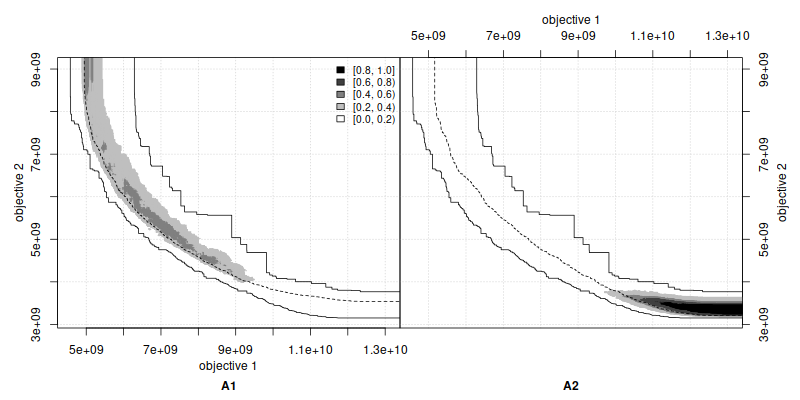 objective 1
5e+09 7e+09 9e+09 1.1e+10 1.3e+10
9e+09
7e+09
5e+09
3e+09
objective 2
[0.8, 1.0]
[0.6, 0.8)
[0.4, 0.6)
[0.2, 0.4)
[0.0, 0.2)
9e+09
7e+09
5e+09
3e+09
objective 2
5e+09 7e+09 9e+09 1.1e+10 1.3e+10
objective 1
A1
A2